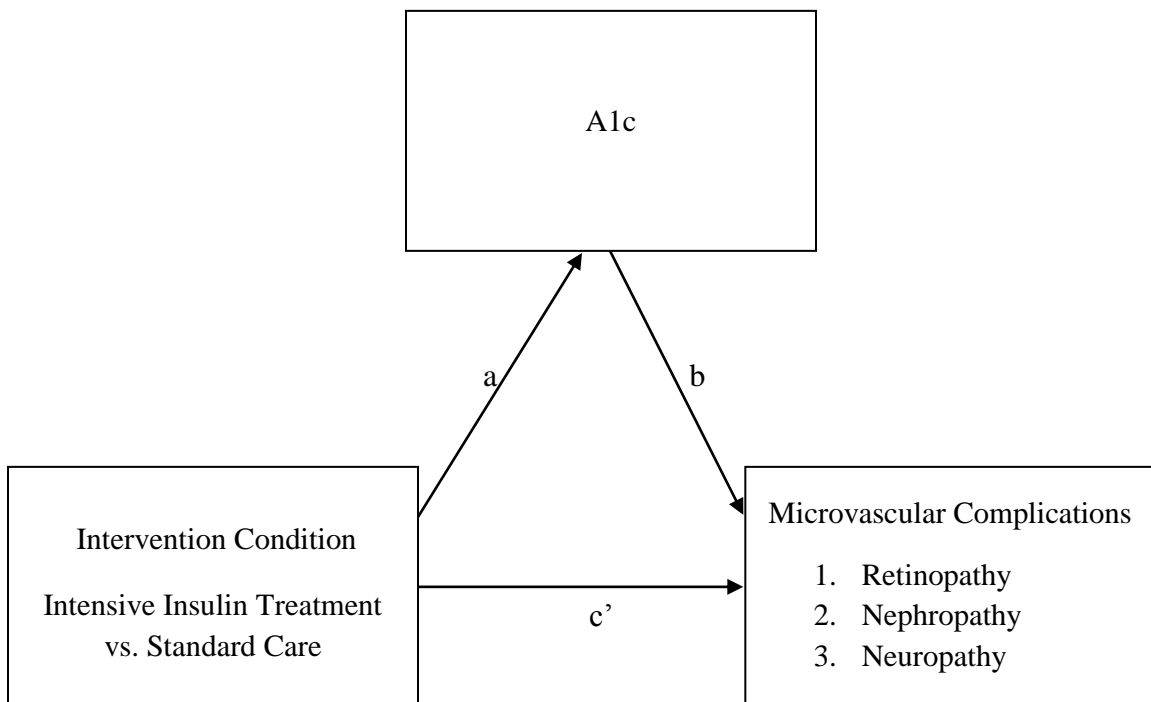 A1c
a
b
Intervention Condition
Intensive Insulin Treatment
vs. Standard Care
c’
Microvascular Complications
1. Retinopathy
2. Nephropathy
3. Neuropathy